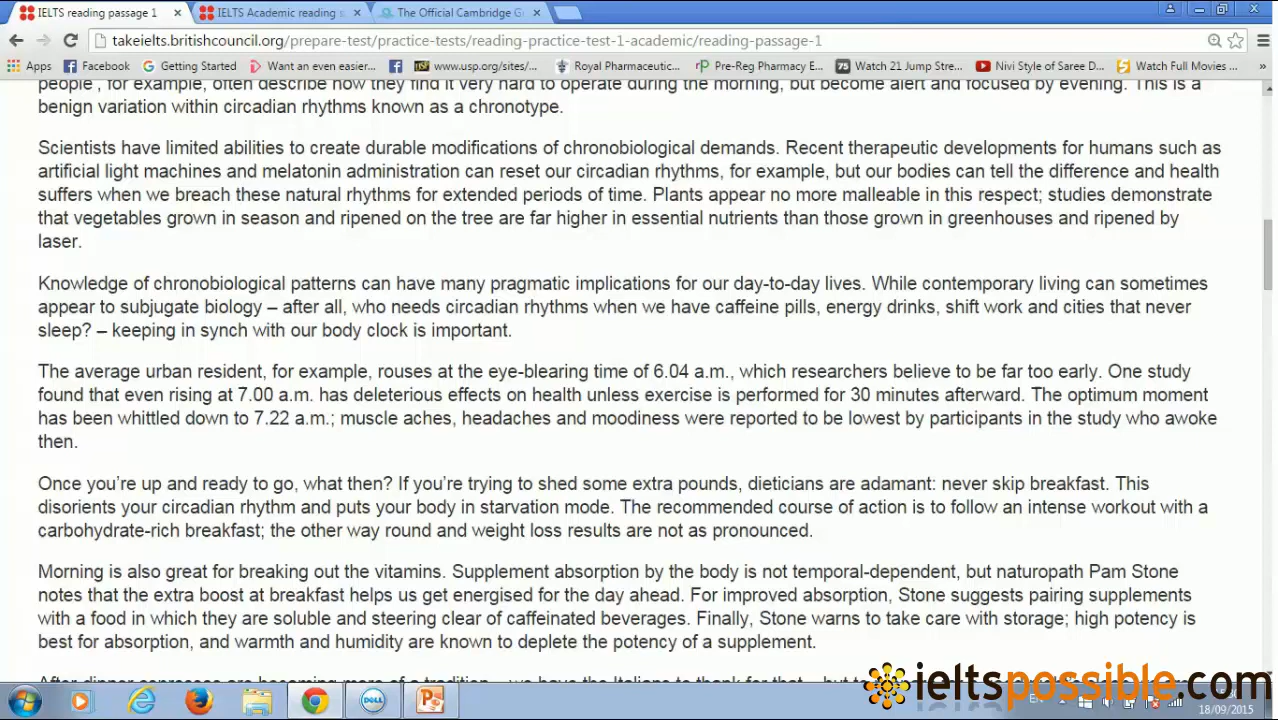 IELTS reading passage 1
IELTS Academic reading s
The Official Cambridge G
takeielts.britishcouncil.org/prepare-test/practice-tests/reading-practice-test-1-academic/reading-passage-1
Apps Facebook Getting Started Want an even easier... www.usp.org/sites/... Royal Pharmaceutic... Pre-Reg Pharmacy E... Watch 21 Jump Stre... Nivi Style of Saree D... Watch Full Movies ... »
people', for example, often describe how they find it very hard to operate during the morning, but become alert and focused by evening. This is a
benign variation within circadian rhythms known as a chronotype.
Scientists have limited abilities to create durable modifications of chronobiological demands. Recent therapeutic developments for humans such as
artificial light machines and melatonin administration can reset our circadian rhythms, for example, but our bodies can tell the difference and health
suffers when we breach these natural rhythms for extended periods of time. Plants appear no more malleable in this respect; studies demonstrate
that vegetables grown in season and ripened on the tree are far higher in essential nutrients than those grown in greenhouses and ripened by
laser.
Knowledge of chronobiological patterns can have many pragmatic implications for our day-to-day lives. While contemporary living can sometimes
appear to subjugate biology – after all, who needs circadian rhythms when we have caffeine pills, energy drinks, shift work and cities that never
sleep? – keeping in synch with our body clock is important.
The average urban resident, for example, rouses at the eye-blearing time of 6.04 a.m., which researchers believe to be far too early. One study
found that even rising at 7.00 a.m. has deleterious effects on health unless exercise is performed for 30 minutes afterward. The optimum moment
has been whittled down to 7.22 a.m.; muscle aches, headaches and moodiness were reported to be lowest by participants in the study who awoke
then.
Once you're up and ready to go, what then? If you're trying to shed some extra pounds, dieticians are adamant: never skip breakfast. This
disorients your circadian rhythm and puts your body in starvation mode. The recommended course of action is to follow an intense workout with a
carbohydrate-rich breakfast; the other way round and weight loss results are not as pronounced.
Morning is also great for breaking out the vitamins. Supplement absorption by the body is not temporal-dependent, but naturopath Pam Stone
notes that the extra boost at breakfast helps us get energised for the day ahead. For improved absorption, Stone suggests pairing supplements
with a food in which they are soluble and steering clear of caffeinated beverages. Finally, Stone warns to take care with storage; high potency is
best for absorption, and warmth and humidity are known to deplete the potency of a supplement.
After dinner espresso are becoming more of a tradition – we have the Italians to thank for that – but to
ieltspossible.com
EN
18/09/2015